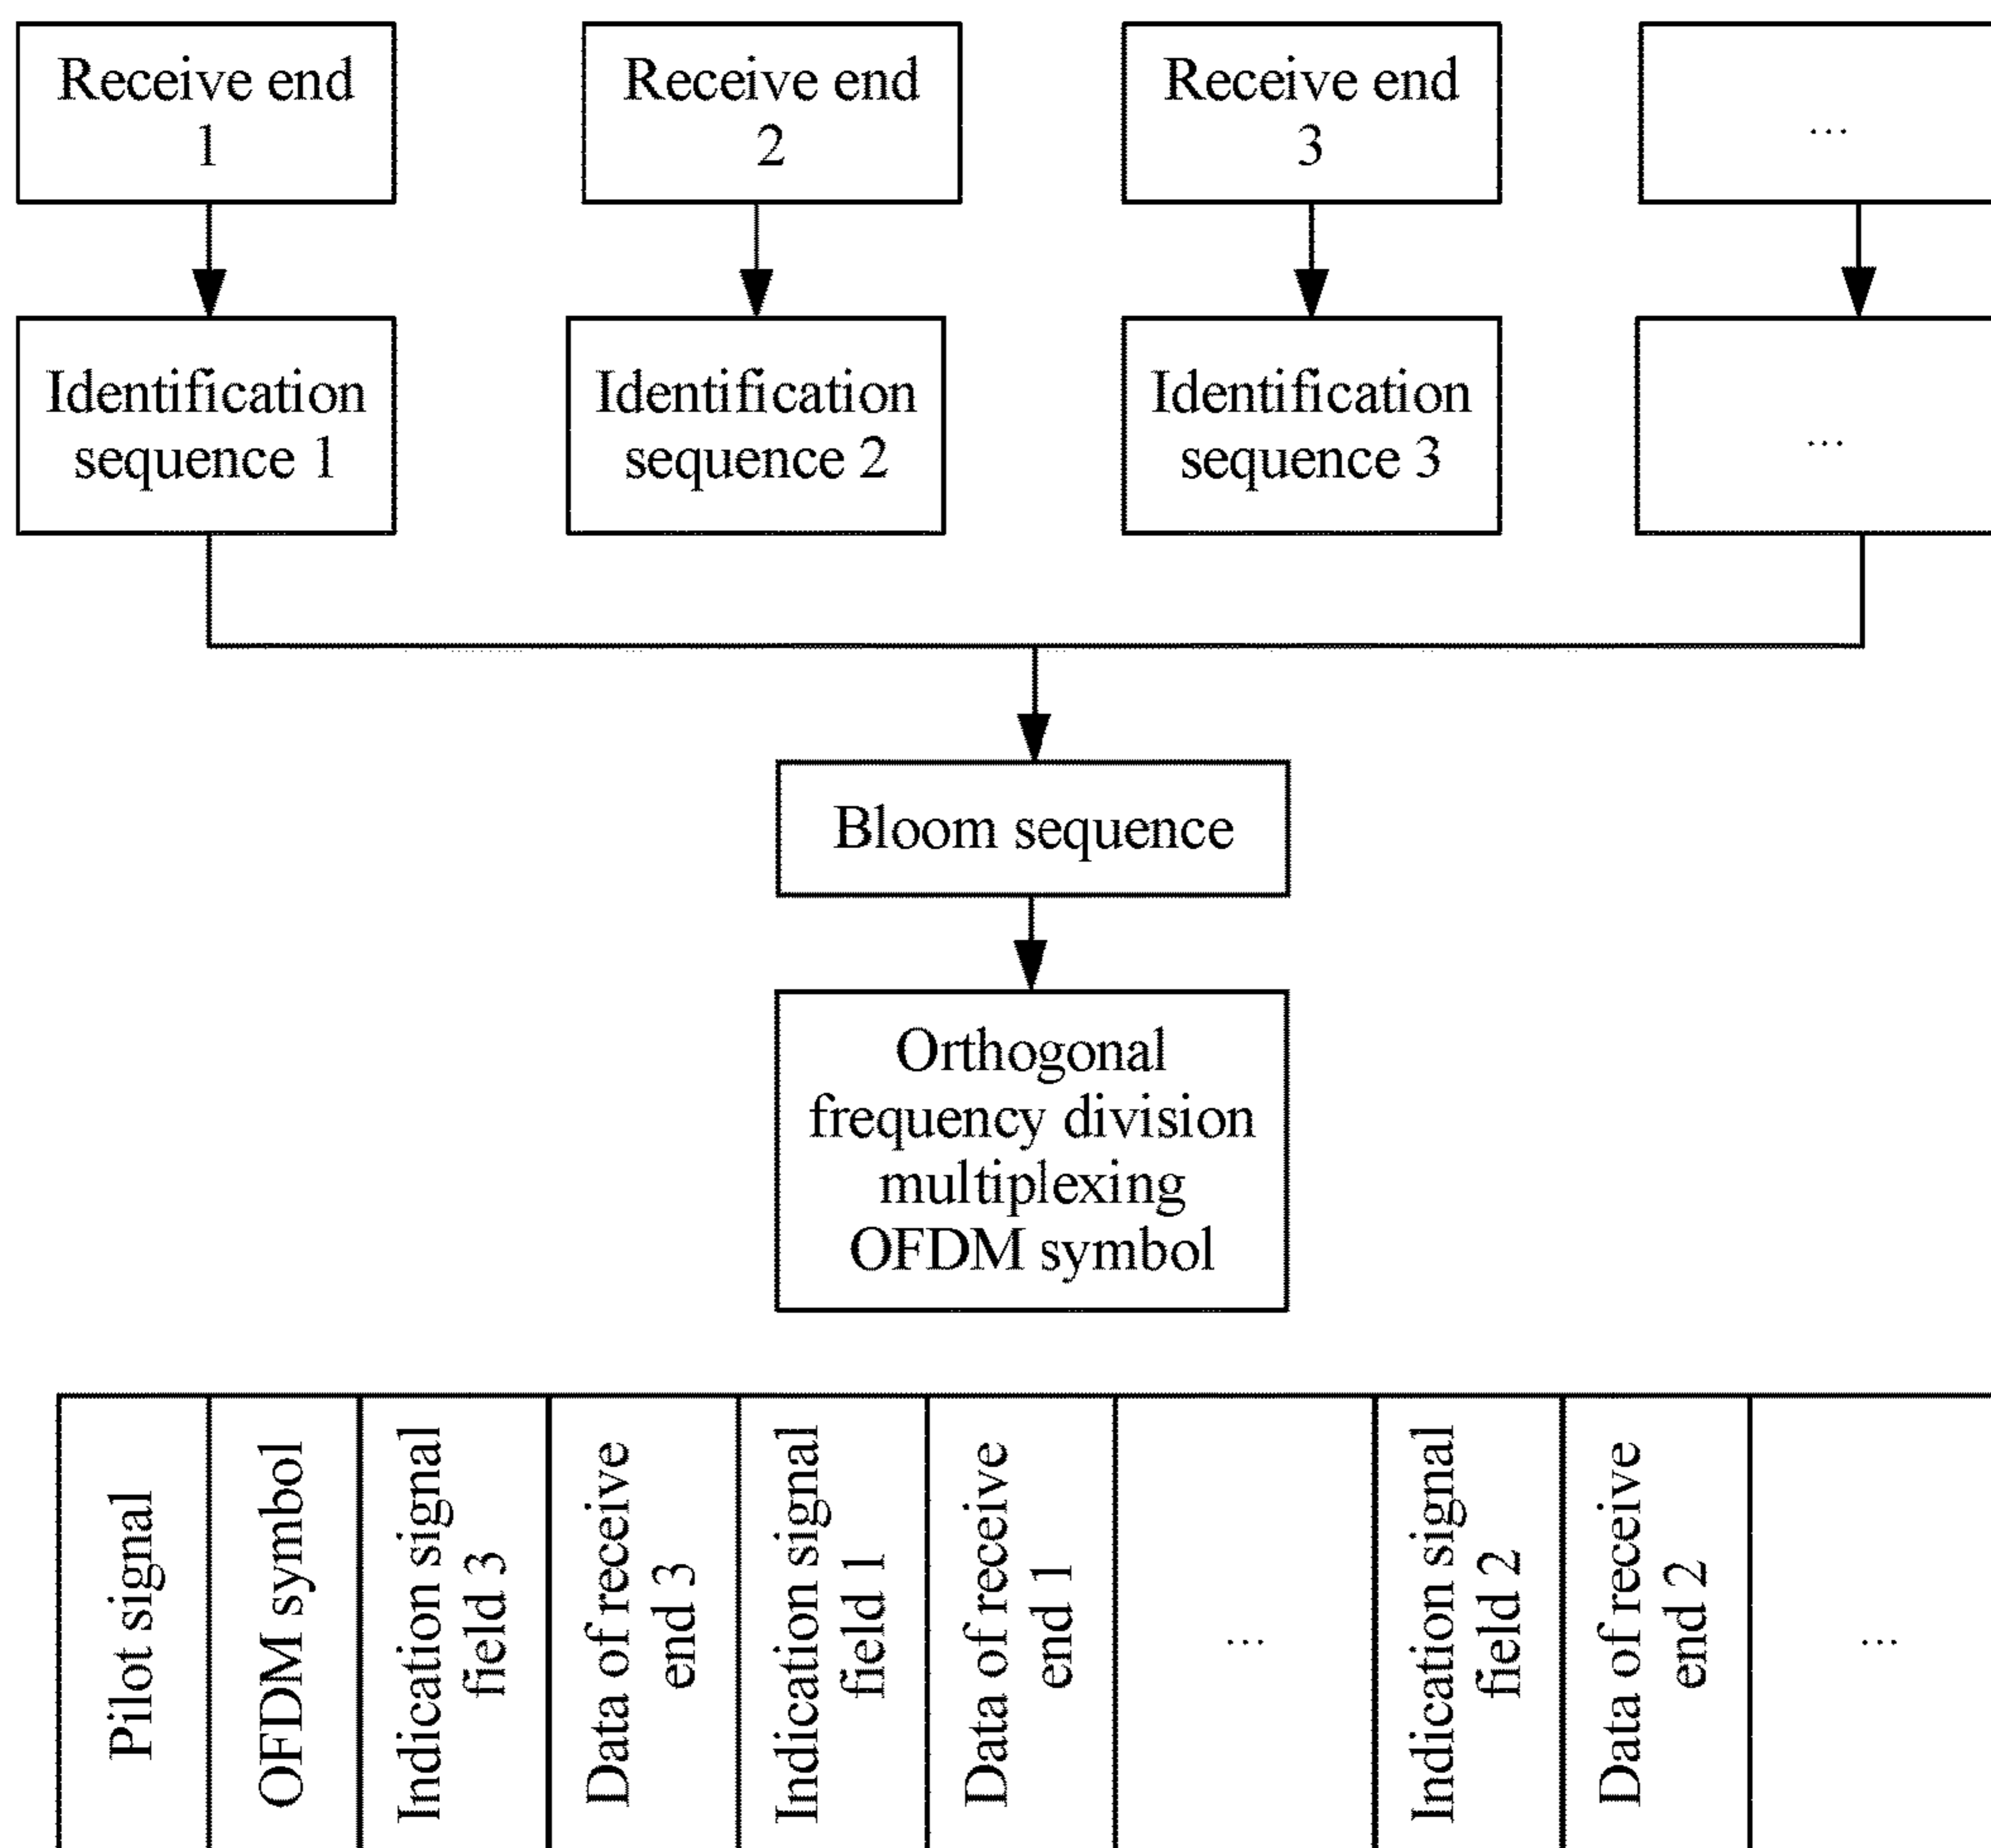 Receive end
1
Receive end
2
Receive end
3
...
Identification
sequence 1
Identification
sequence 2
Identification
sequence 3
...
Bloom sequence
Orthogonal
frequency division
multiplexing
OFDM symbol
Pilot signal
OFDM symbol
Indication signal
field 3
Data of receive
end 3
Indication signal
field 1
Data of receive
end 1
...
Indication signal
field 2
Data of receive
end 2
...